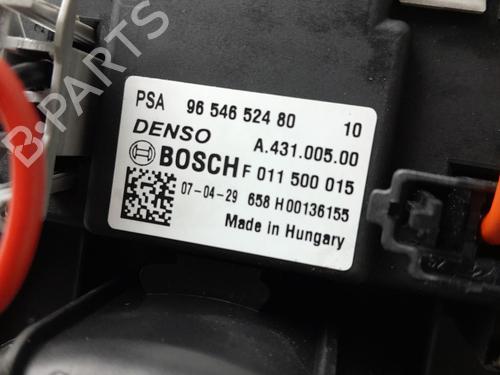 PSA 96 546 524 80 10
DENSO A.431.005.00
BOSCH F 011 500 015
07-04-29 658 H00136155
Made in Hungary
B-PARTS